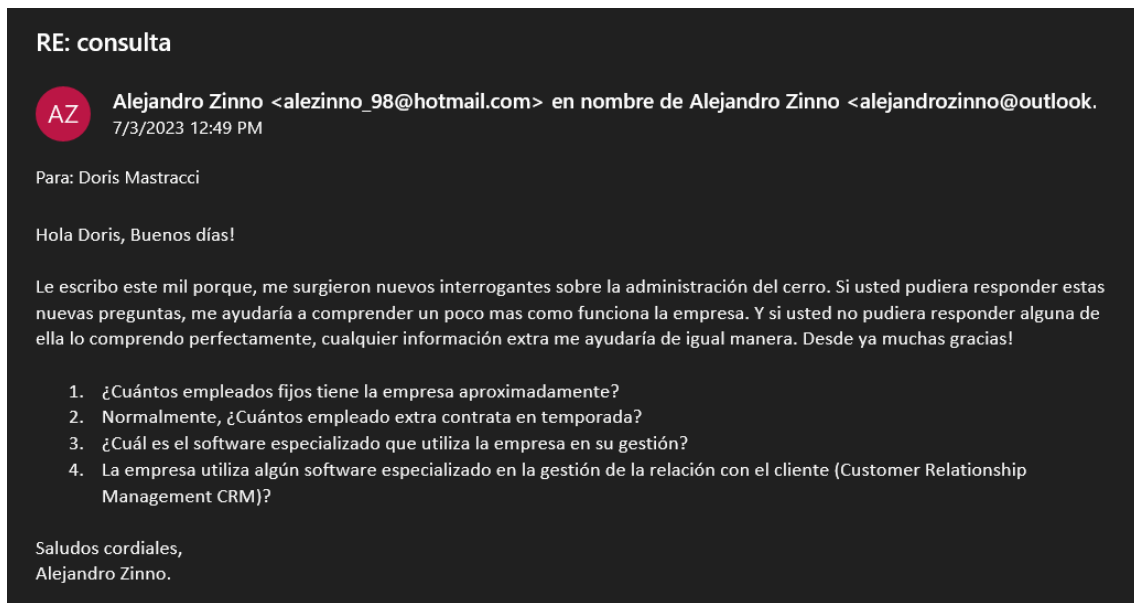 RE: consulta
AZ
Alejandro Zinno <alezinno_98@hotmail.com> en nombre de Alejandro Zinno <alejandrozinno@outlook.
7/3/2023 12:49 PM
Para: Doris Mastracci
Hola Doris, Buenos días!
Le escribo este mil porque, me surgieron nuevos interrogantes sobre la administración del cerro. Si usted pudiera responder estas
nuevas preguntas, me ayudaría a comprender un poco mas como funciona la empresa. Y si usted no pudiera responder alguna de
ella lo comprendo perfectamente, cualquier información extra me ayudaría de igual manera. Desde ya muchas gracias!
1. ¿Cuántos empleados fijos tiene la empresa aproximadamente?
2. Normalmente, ¿Cuántos empleado extra contrata en temporada?
3. ¿Cuál es el software especializado que utiliza la empresa en su gestión?
4. La empresa utiliza algún software especializado en la gestión de la relación con el cliente (Customer Relationship
Management CRM)?
Saludos cordiales,
Alejandro Zinno.